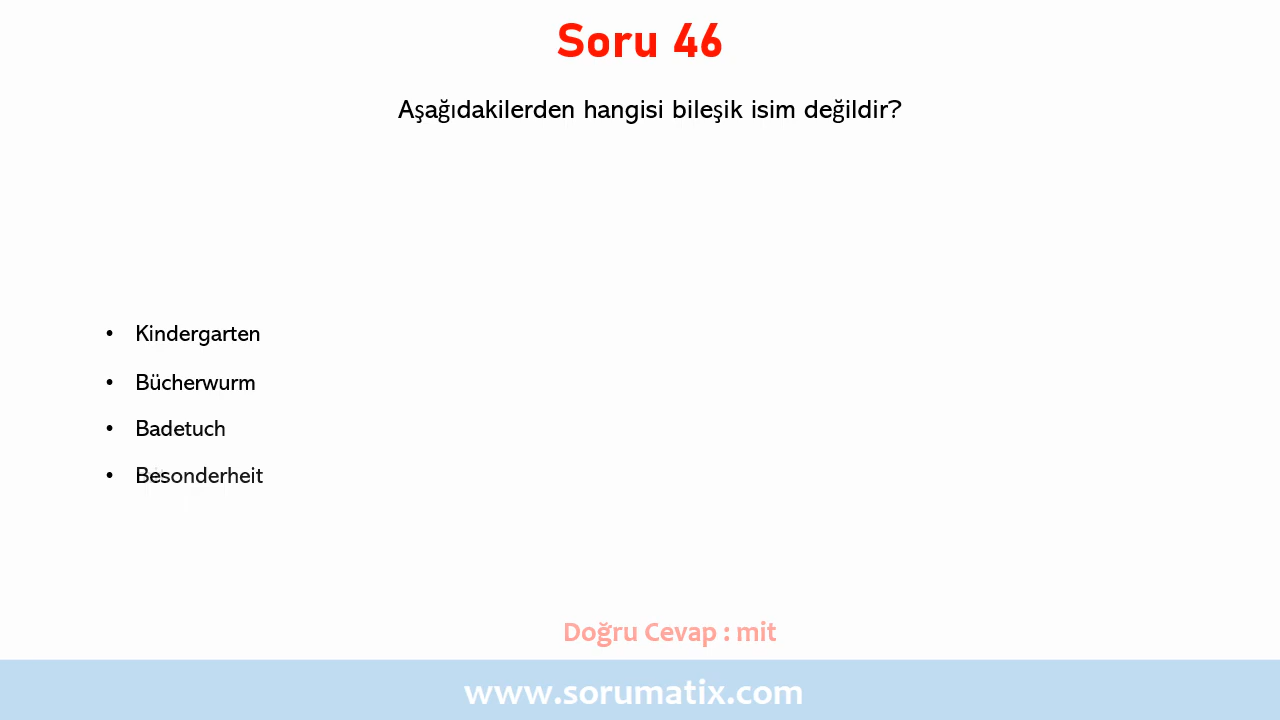 Soru 46
Aşağıdakilerden hangisi bileşik isim değildir?
• Kindergarten
• Bücherwurm
• Badetuch
• Besonderheit
Doğru Cevap : mit
www.sorumatix.com